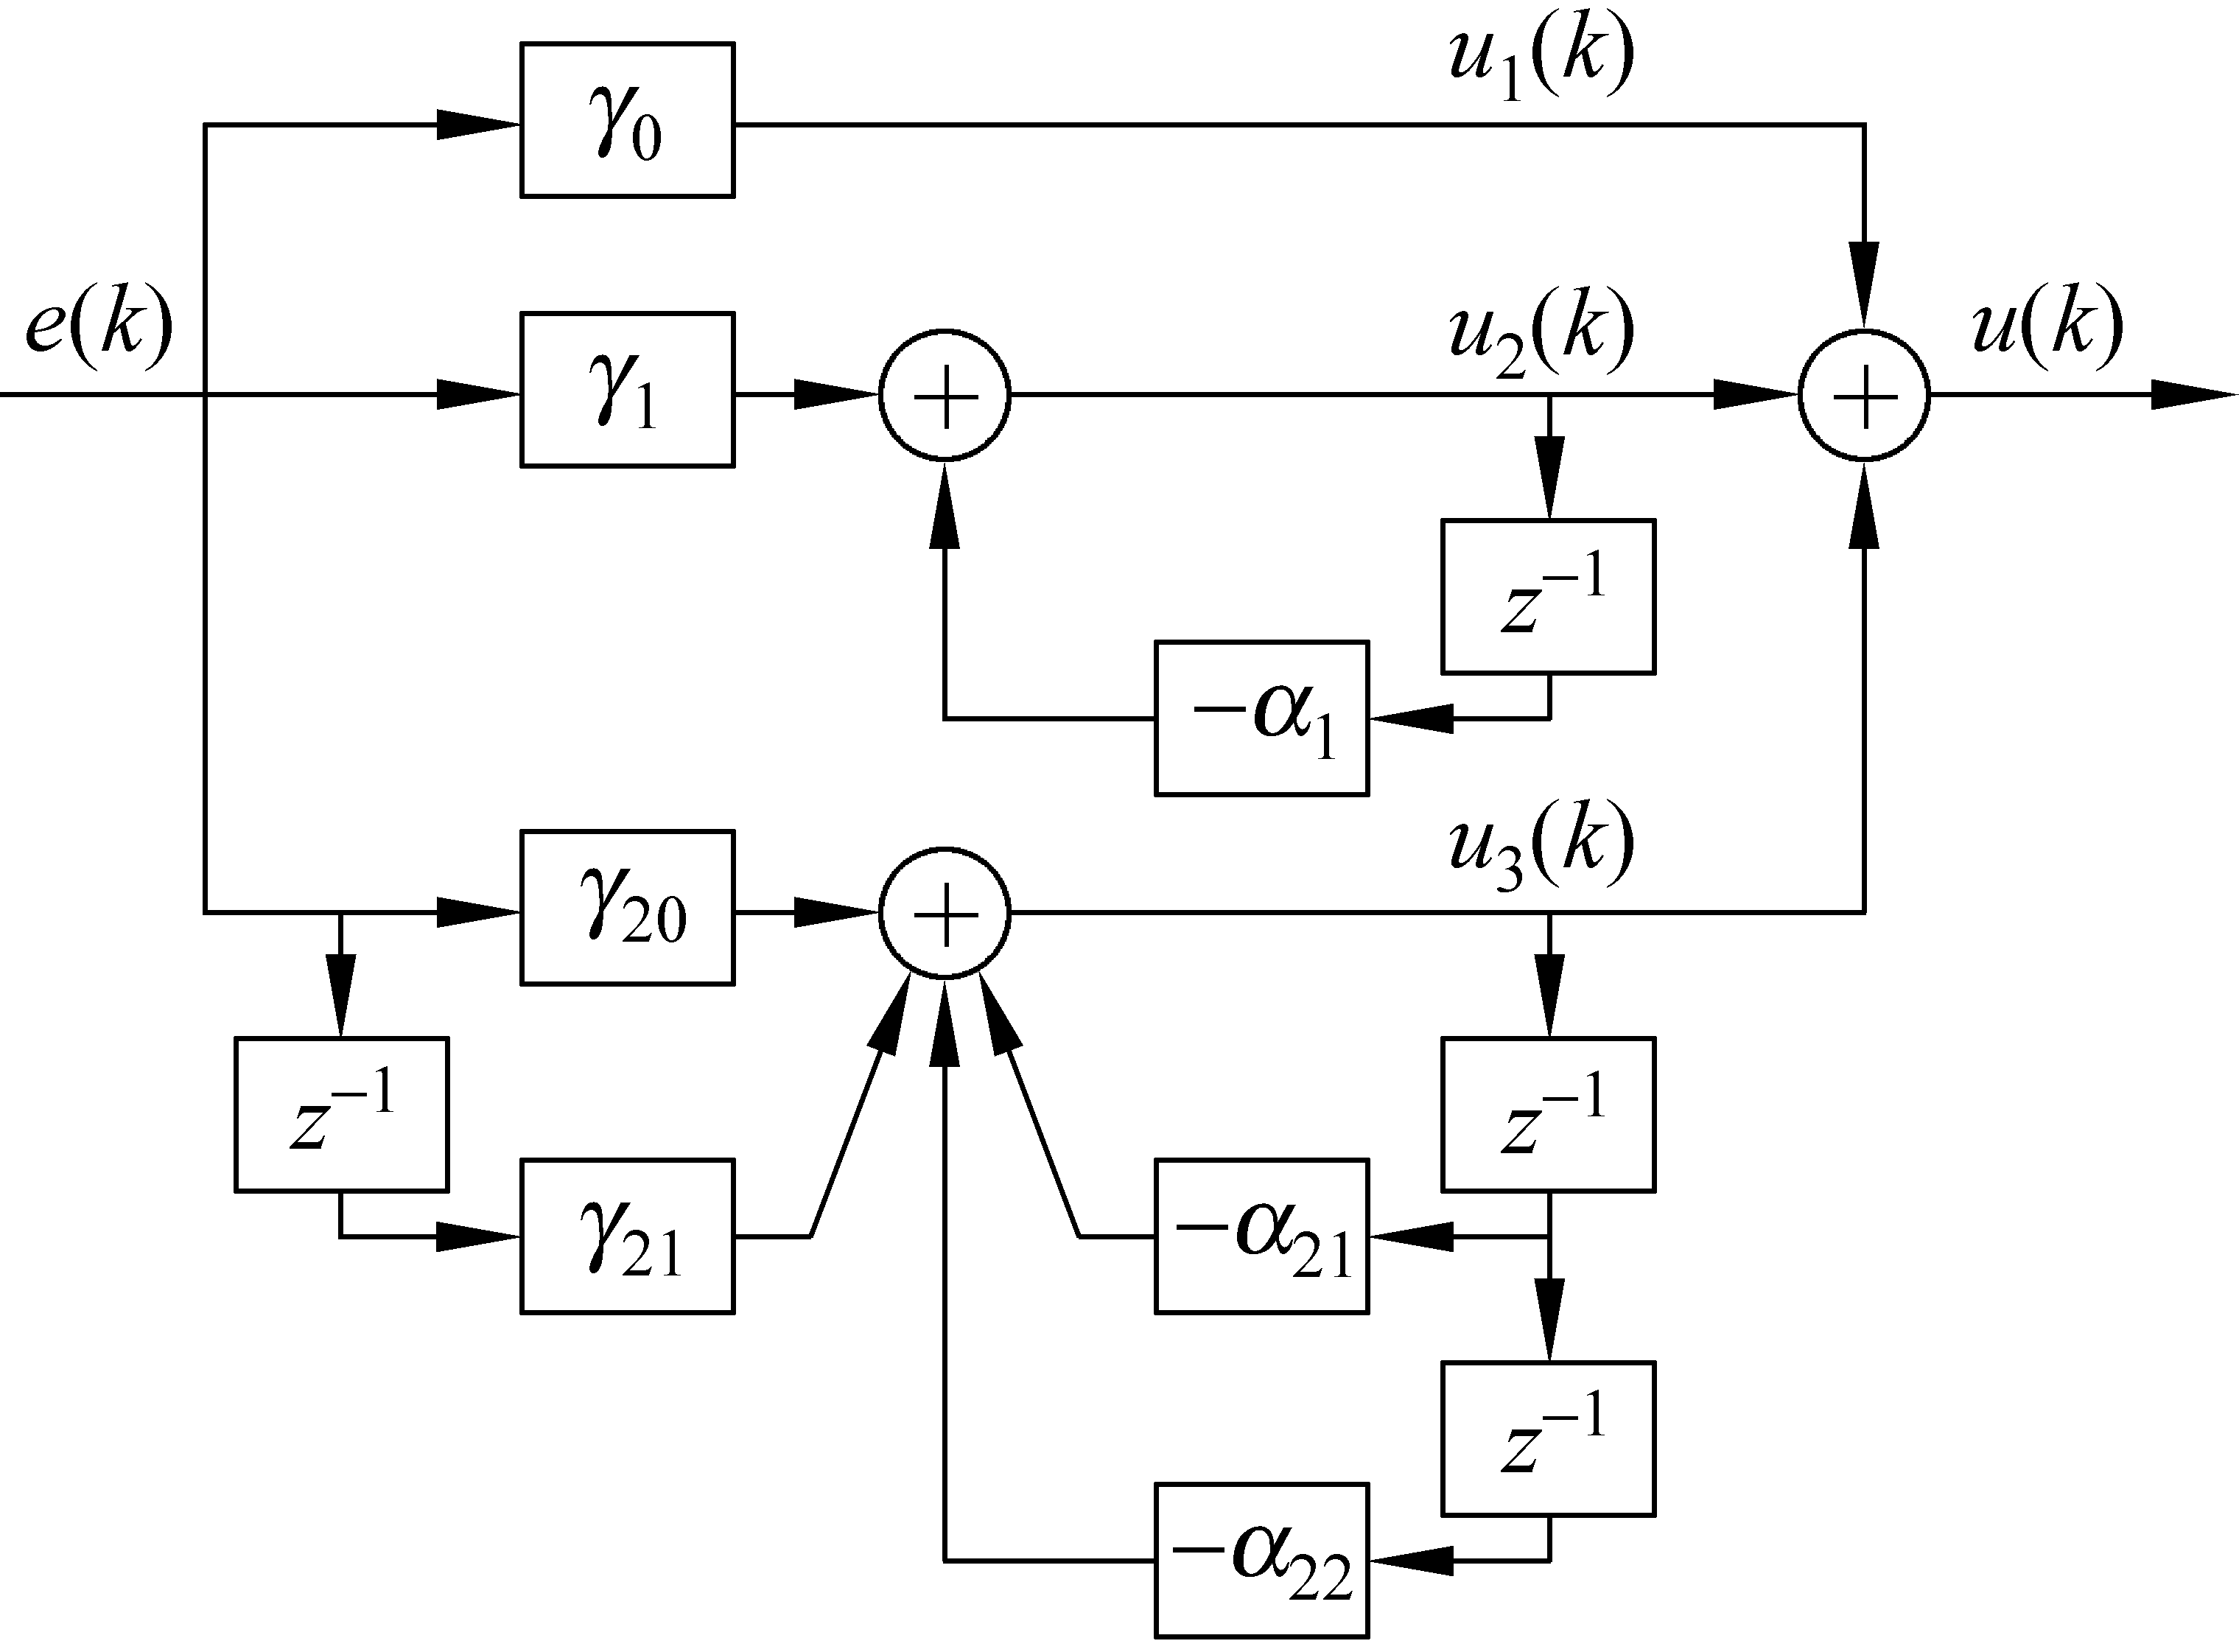 u₁(k)
γ₀
e(k)
γ₁
+
u₂(k)
+
u(k)
z⁻¹
−α₁
u₃(k)
γ₂₀
+
z⁻¹
z⁻¹
γ₂₁
−α₂₁
z⁻¹
−α₂₂